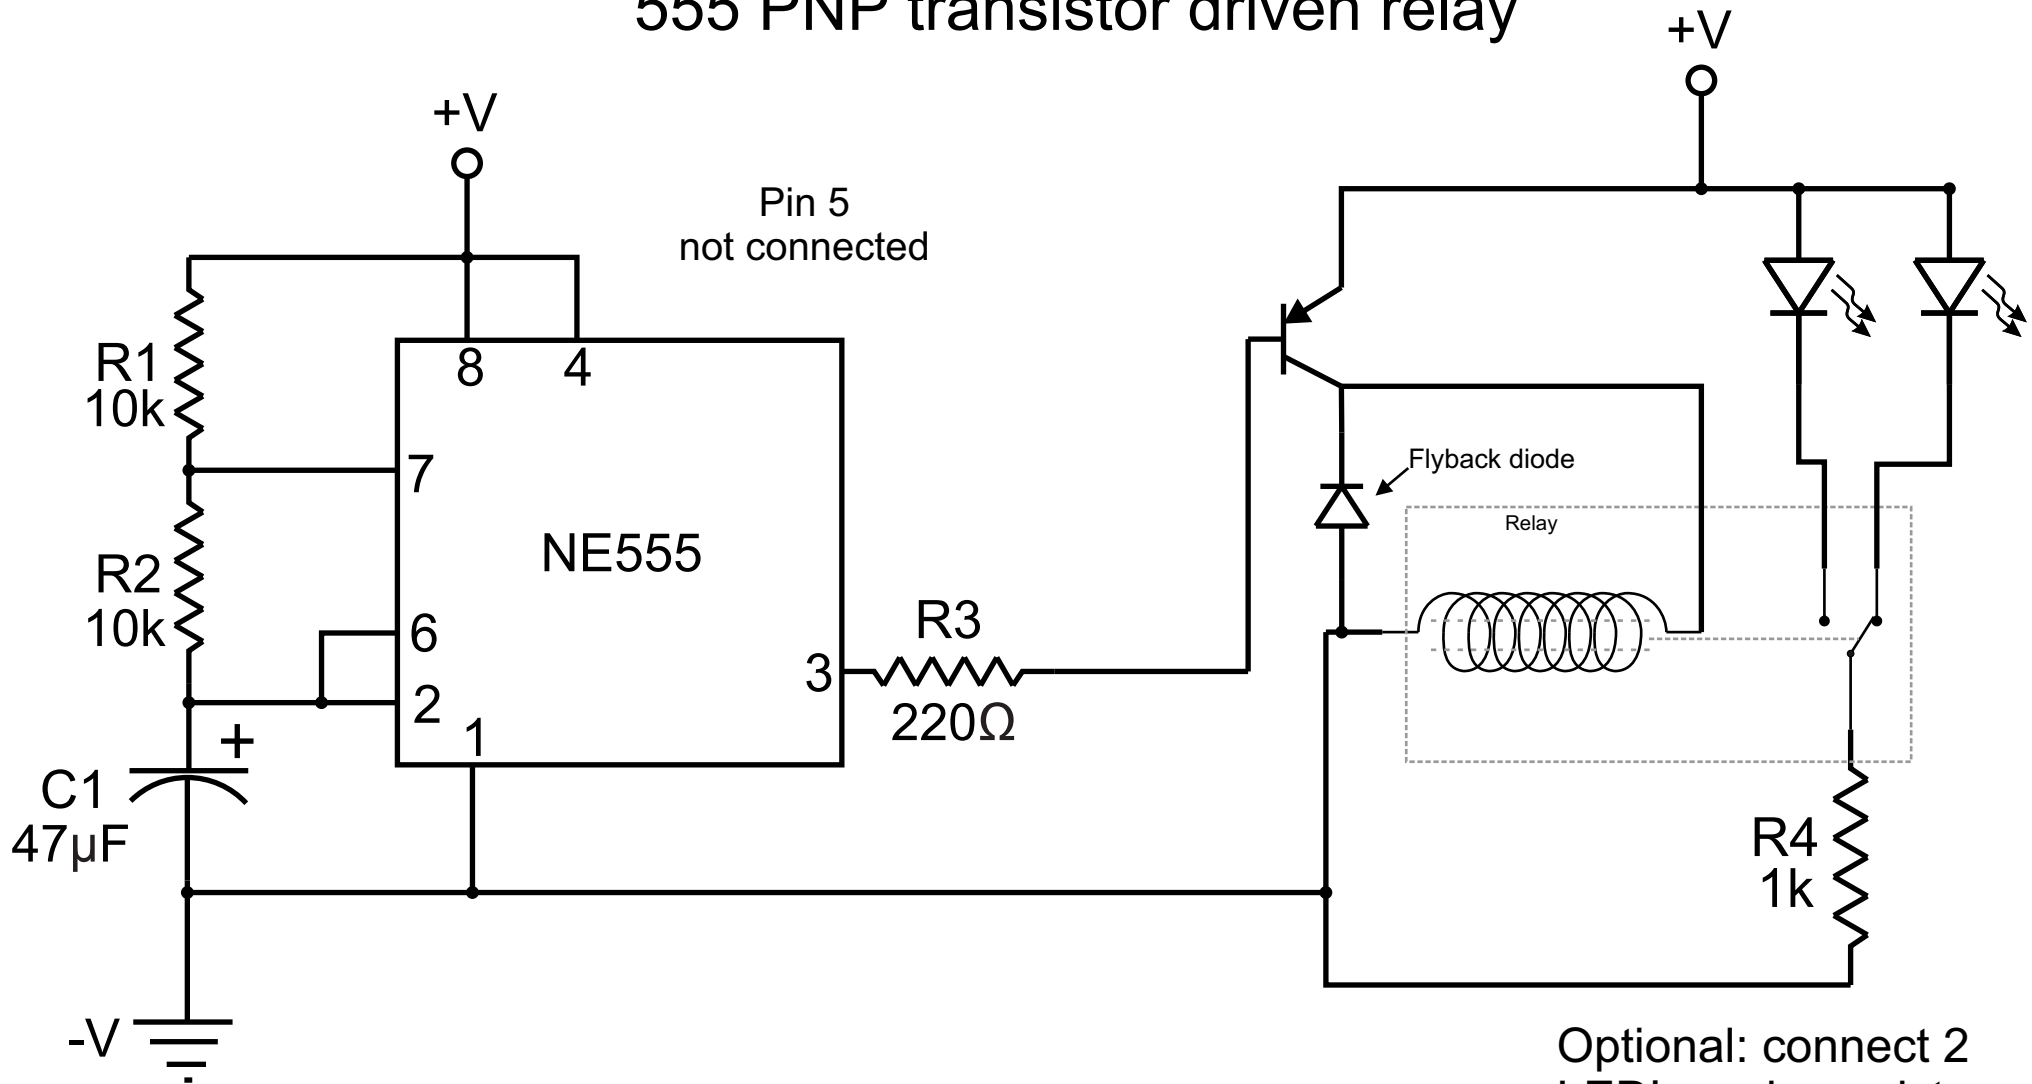 555 PNP transistor driven relay
+V
+V
Pin 5
not connected
R1
10k
8
4
7
Flyback diode
NE555
Relay
R2
10k
6
R3
3
2
220Ω
1
+
C1
47µF
R4
1k
-V
Optional: connect 2